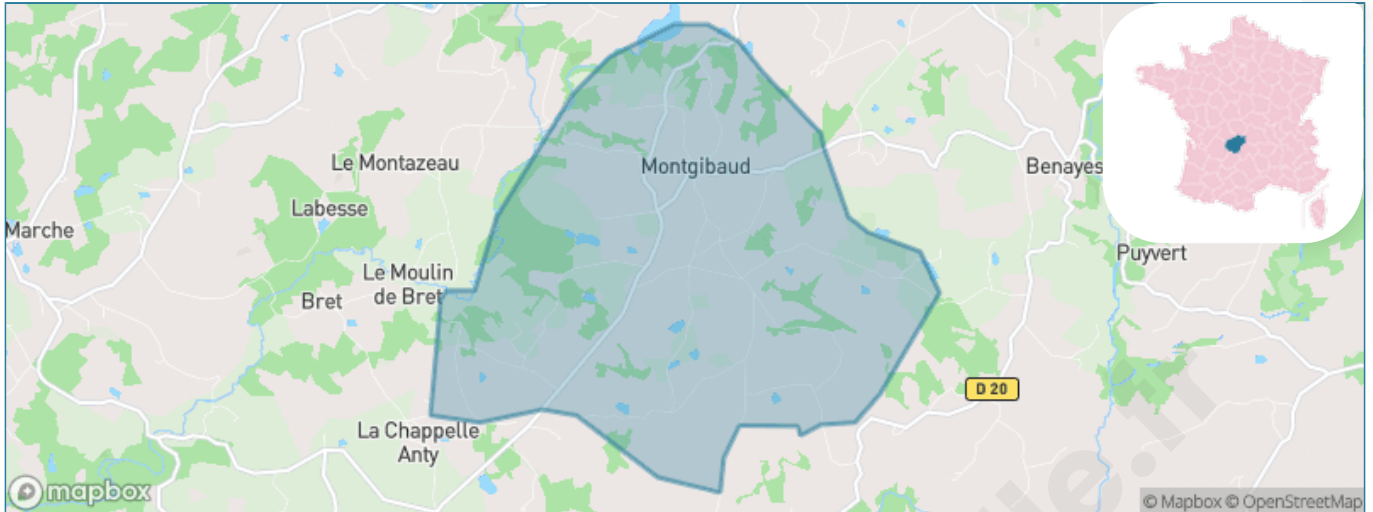 Le Montazeau
Montgibaud
Benayes
Labesse
Marche
Puyvert
Le Moulin
de Bret
Bret
D 20
La Chappelle
Anty
mapbox
© Mapbox © OpenStreetMap